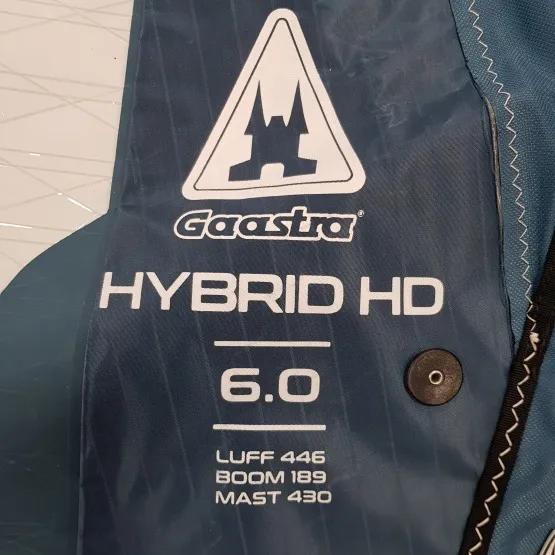 Gaastra®
HYBRID HD
6.0
LUFF 446
BOOM 189
MAST 430